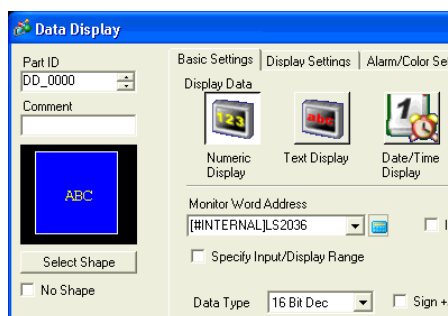 Data Display
Part ID
DD_0000
Comment
ABC
Select Shape
No Shape
Basic Settings
Display Settings
Alarm/Color
Display Data
123
abc
1
Numeric Display
Text Display
Date/Time Display
Monitor Word Address
[#INTERNAL]LS2036
Specify Input/Display Range
Data Type
16 Bit Dec
Sign +